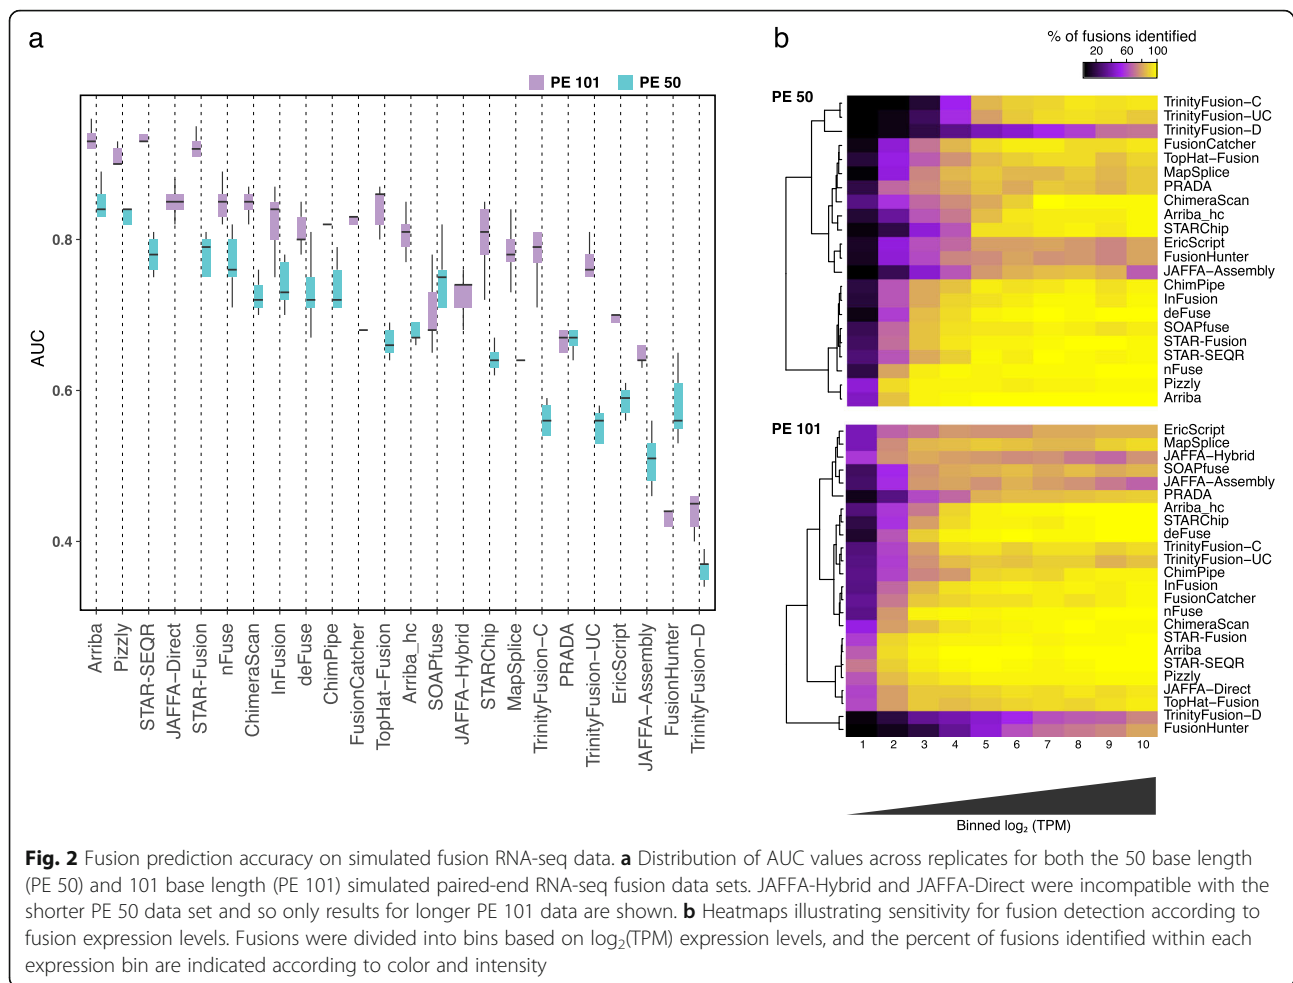 a
PE 101 PE 50
AUC
0.8
0.6
0.4
Arriba
Pizzly
STAR-SEQR
JAFFA-Direct
STAR-Fusion
nFuse
ChimeraScan
InFusion
deFuse
ChimPipe
FusionCatcher
TopHat-Fusion
Arriba_hc
SOAPfuse
JAFFA-Hybrid
STARChip
MapSplice
TrinityFusion-C
PRADA
TrinityFusion-UC
EricScript
JAFFA-Assembly
FusionHunter
TrinityFusion-D
b
% of fusions identified
20 60 100
PE 50
TrinityFusion-C
TrinityFusion-UC
TrinityFusion-D
FusionCatcher
TopHat-Fusion
MapSplice
PRADA
ChimeraScan
Arriba_hc
STARChip
EricScript
FusionHunter
JAFFA-Assembly
ChimPipe
InFusion
deFuse
SOAPfuse
STAR-Fusion
STAR-SEQR
nFuse
Pizzly
Arriba
PE 101
EricScript
MapSplice
JAFFA-Hybrid
SOAPfuse
JAFFA-Assembly
PRADA
Arriba_hc
STARChip
deFuse
TrinityFusion-C
TrinityFusion-UC
ChimPipe
InFusion
FusionCatcher
nFuse
ChimeraScan
STAR-Fusion
Arriba
STAR-SEQR
Pizzly
JAFFA-Direct
TopHat-Fusion
TrinityFusion-D
FusionHunter
1 2 3 4 5 6 7 8 9 10
Binned log₂ (TPM)
Fig. 2 Fusion prediction accuracy on simulated fusion RNA-seq data. a Distribution of AUC values across replicates for both the 50 base length
(PE 50) and 101 base length (PE 101) simulated paired-end RNA-seq fusion data sets. JAFFA-Hybrid and JAFFA-Direct were incompatible with the
shorter PE 50 data set and so only results for longer PE 101 data are shown. b Heatmaps illustrating sensitivity for fusion detection according to
fusion expression levels. Fusions were divided into bins based on log₂(TPM) expression levels, and the percent of fusions identified within each
expression bin are indicated according to color and intensity